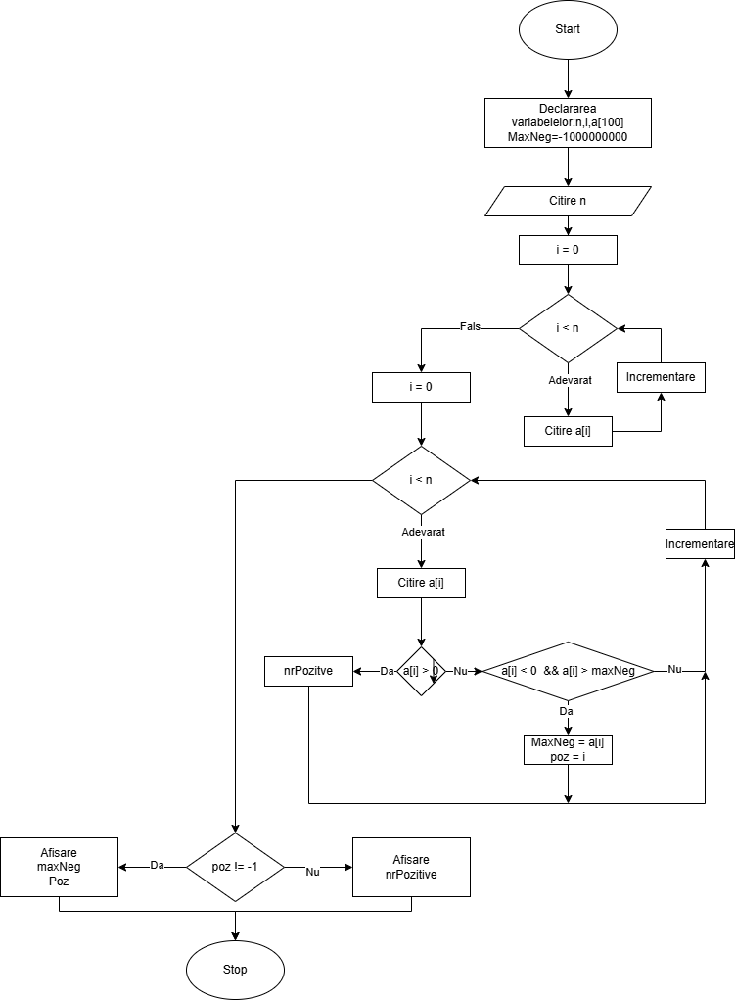 Start
Declararea
variabelelor:n,i,a[100]
MaxNeg=-1000000000
Citire n
i = 0
i < n
Fals
Adevarat
Incrementare
Citire a[i]
i = 0
i < n
Adevarat
Incrementare
Citire a[i]
nrPozitve
Da
a[i] > 0
Nu
a[i] < 0 && a[i] > maxNeg
Nu
Da
MaxNeg = a[i]
poz = i
Afisare
maxNeg
Poz
Da
poz != -1
Nu
Afisare
nrPozitive
Stop